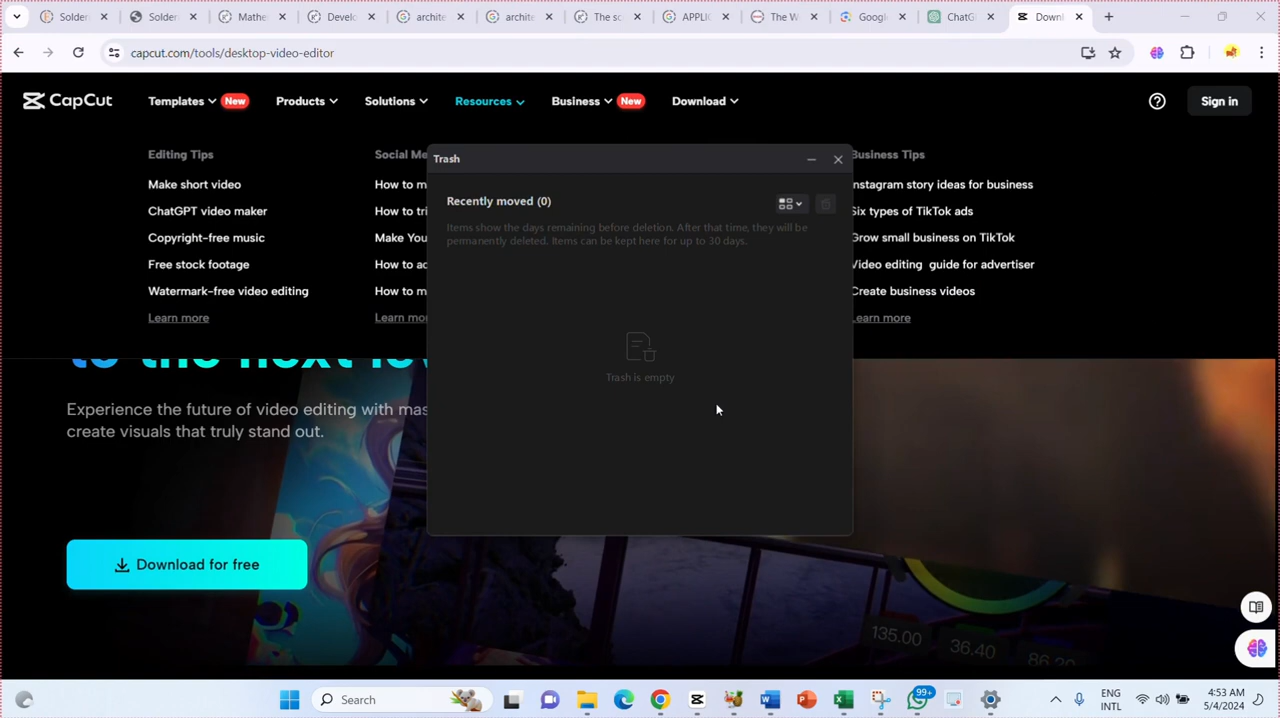 Solder
Solder
Mathe
Develo
archite
archite
The so
APPL
The W
Googl
ChatG
Downl
capcut.com/tools/desktop-video-editor
CapCut
Templates New
Products
Solutions
Resources
Business New
Download
Sign in
Editing Tips
Make short video
ChatGPT video maker
Copyright-free music
Free stock footage
Watermark-free video editing
Learn more
Social Me
How to m
How to tri
Make You
How to ad
How to m
Learn mor
Business Tips
Instagram story ideas for business
Six types of TikTok ads
Grow small business on TikTok
Video editing guide for advertiser
Create business videos
Learn more
Trash
Recently moved (0)
Items show the days remaining before deletion. After that time, they will be
permanently deleted. Items can be kept here for up to 30 days.
Trash is empty
to the next
Experience the future of video editing with mas
create visuals that truly stand out.
Download for free
135.00
36.40
86.20
Search
99+
ENG
INTL
4:53 AM
5/4/2024